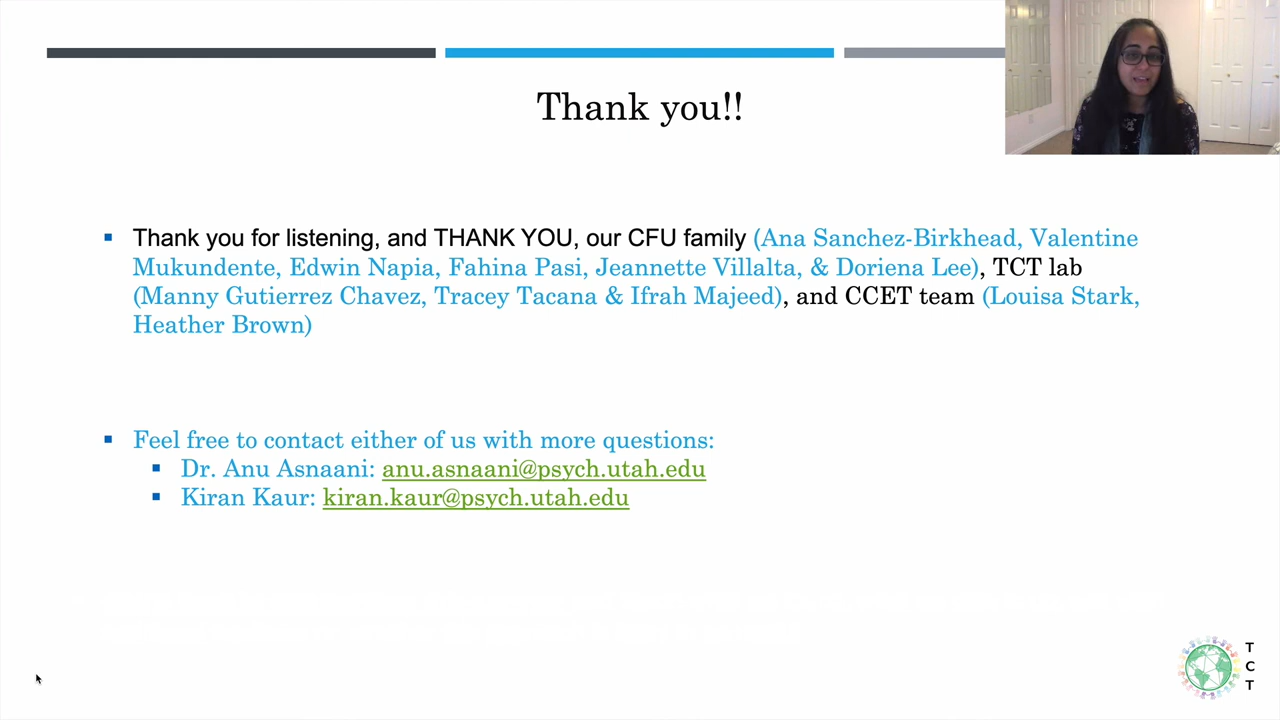 Thank you!!
▪ Thank you for listening, and THANK YOU, our CFU family (Ana Sanchez-Birkhead, Valentine
Mukundente, Edwin Napia, Fahina Pasi, Jeannette Villalta, & Doriena Lee), TCT lab
(Manny Gutierrez Chavez, Tracey Tacana & Ifrah Majeed), and CCET team (Louisa Stark,
Heather Brown)
▪ Feel free to contact either of us with more questions:
▪ Dr. Anu Asnaani: anu.asnaani@psych.utah.edu
▪ Kiran Kaur: kiran.kaur@psych.utah.edu
T
C
T